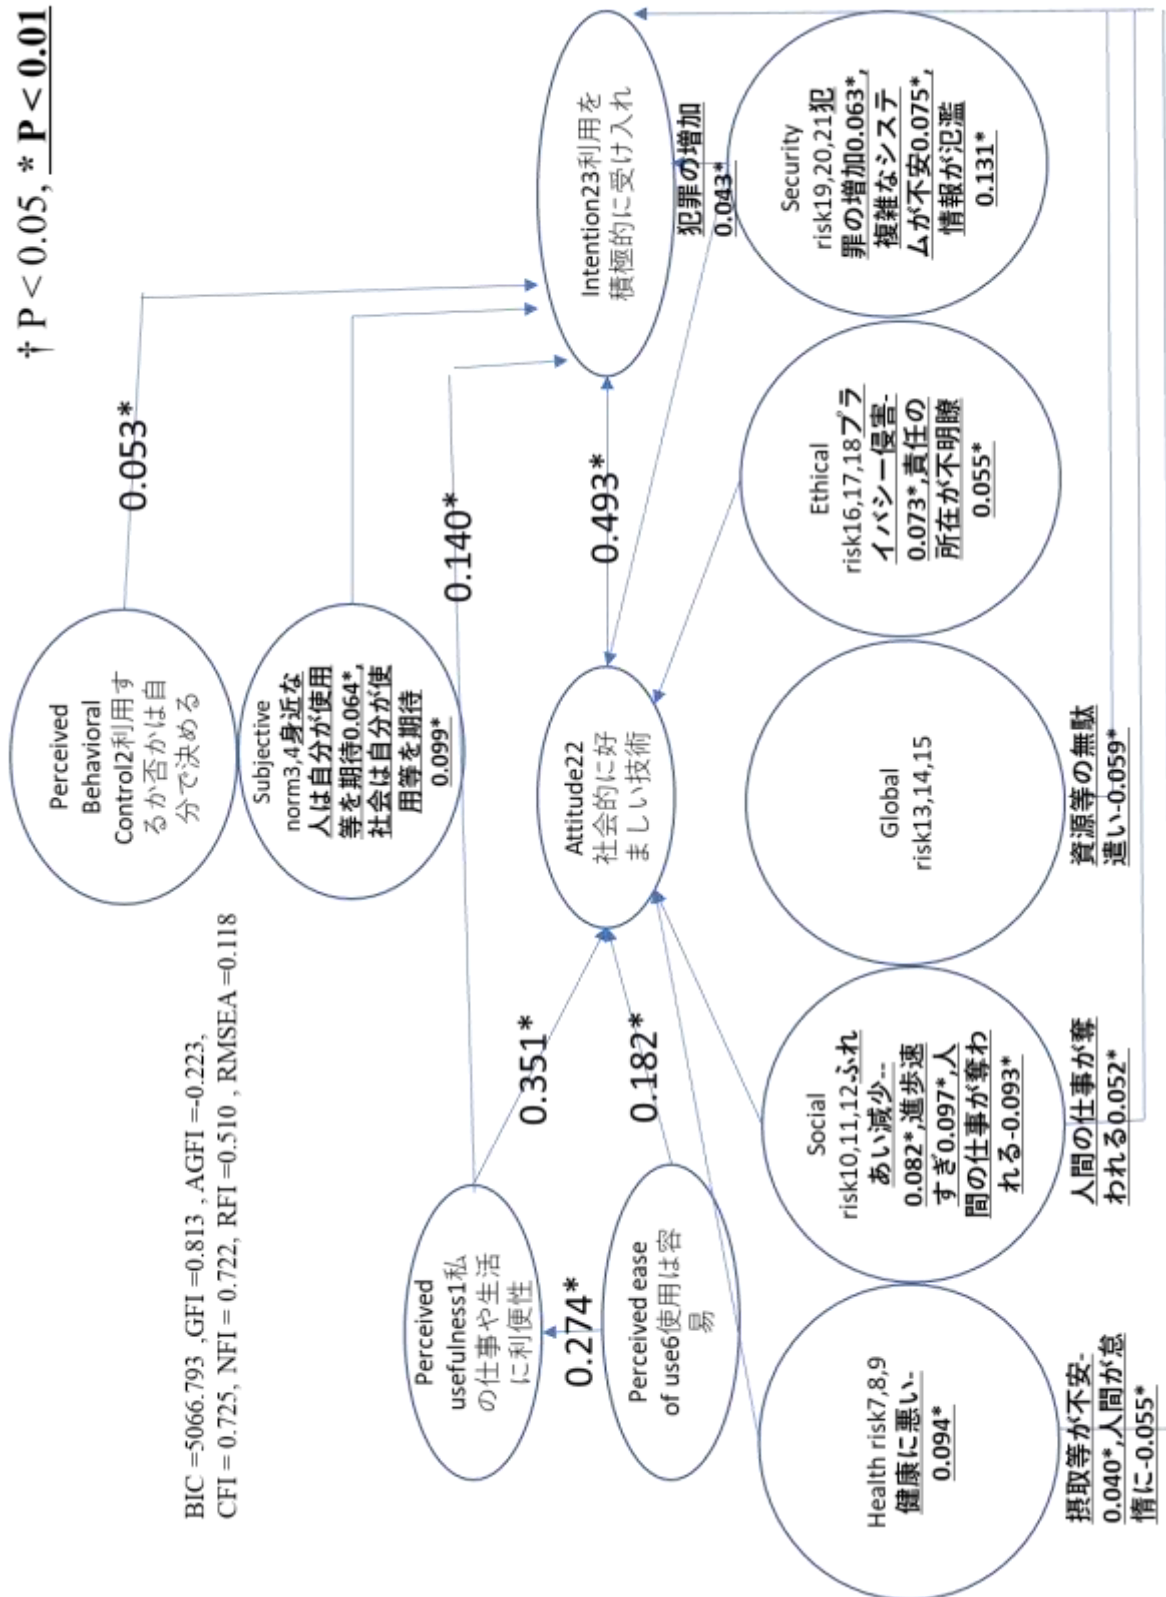 † P < 0.05, * P < 0.01
BIC =5066.793 ,GFI =0.813 , AGFI =-0.223,
CFI = 0.725, NFI = 0.722, RFI =0.510 , RMSEA =0.118
Perceived
Behavioral
Control2利用す
るか否かは自
分で決める
0.053*
Subjective
norm3,4身近な
人は自分が使用
等を期待0.064*,
社会は自分が使
用等を期待
0.099*
0.140*
Perceived
usefulness1私
の仕事や生活
に利便性
0.351*
0.274*
Perceived ease
of use6使用は容
易
0.182*
Attitude22
社会的に好
ましい技術
0.493*
Intention23利用を
積極的に受け入れ
犯罪の増加
0.043*
Health risk7,8,9
健康に悪い-
0.094*
Social
risk10,11,12ふれ
あい減少--
0.082*,進歩速
すぎ0.097*,人
間の仕事が奪わ
れる-0.093*
Global
risk13,14,15
Ethical
risk16,17,18プラ
イバシー侵害-
0.073*,責任の
所在が不明瞭
0.055*
Security
risk19,20,21犯
罪の増加0.063*,
複雑なシステ
ムが不安0.075*,
情報が氾濫
0.131*
摂取等が不安-
0.040*,人間が怠
惰に-0.055*
人間の仕事が奪
われる0.052*
資源等の無駄
遣い-0.059*